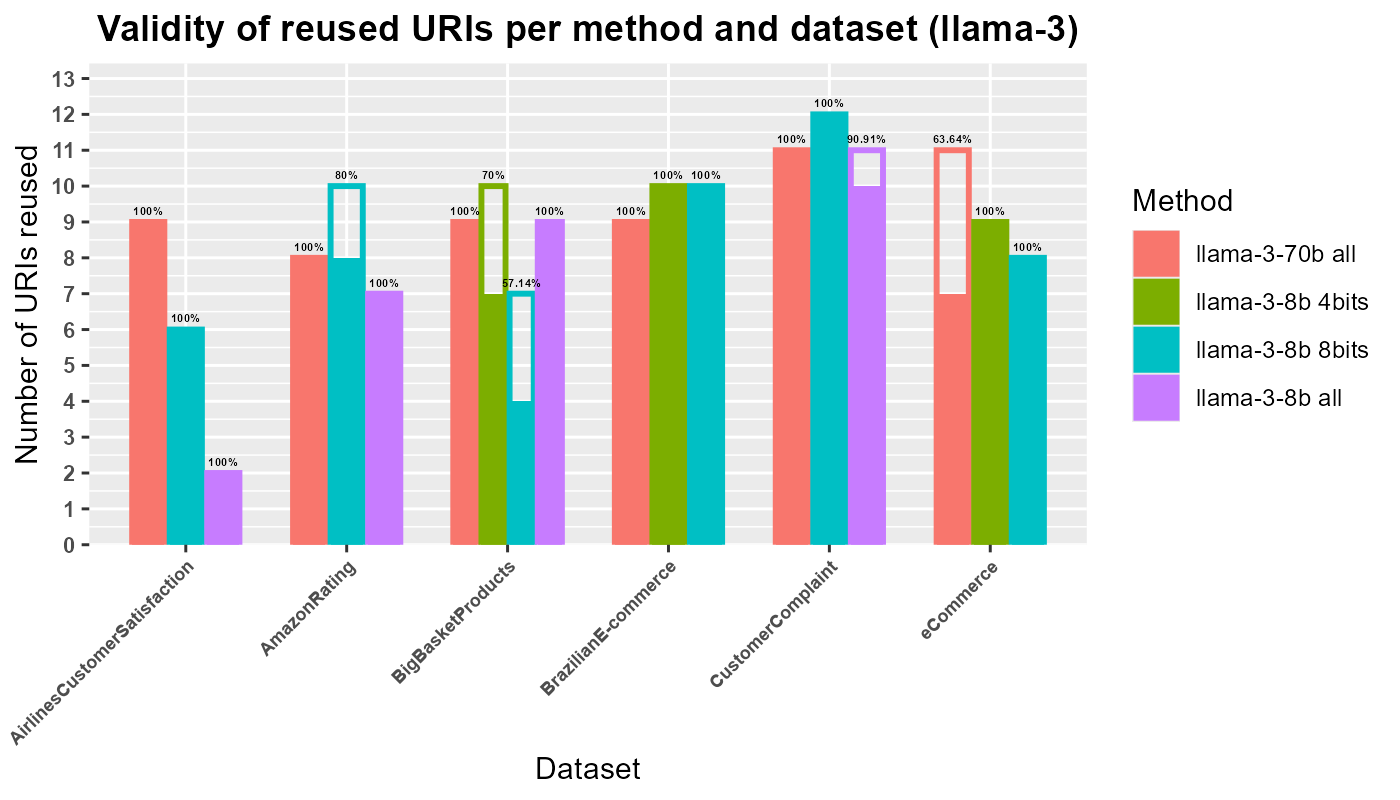 Validity of reused URIs per method and dataset (llama-3)
Number of URIs reused
13
12
11
10
9
8
7
6
5
4
3
2
1
0
100%
100%
100%
100%
80%
100%
100%
70%
57.14%
100%
100%
100%
100%
100%
100%
90.91%
63.64%
100%
100%
AirlinesCustomerSatisfaction
AmazonRating
BigBasketProducts
BrazilianE-commerce
CustomerComplaint
eCommerce
Dataset
Method
llama-3-70b all
llama-3-8b 4bits
llama-3-8b 8bits
llama-3-8b all